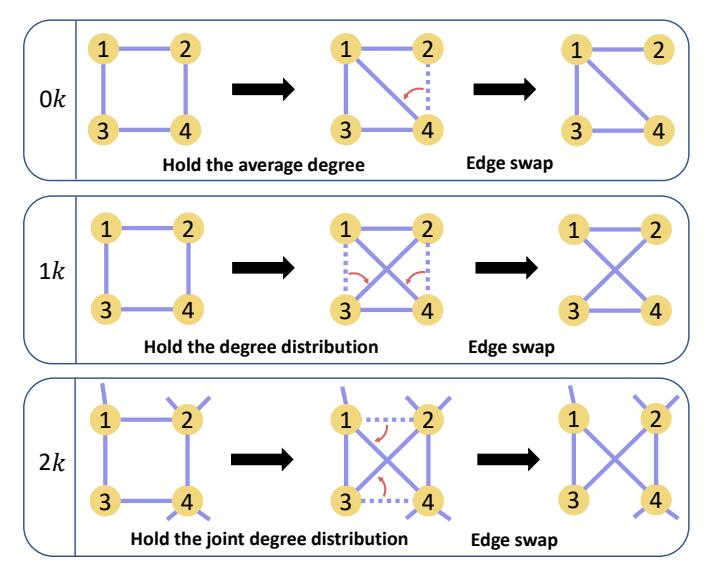 0k
1 2 1 2 1 2
3 4 3 4 3 4
Hold the average degree Edge swap
1k
1 2 1 2 1 2
3 4 3 4 3 4
Hold the degree distribution Edge swap
2k
1 2 1 2 1 2
3 4 3 4 3 4
Hold the joint degree distribution Edge swap